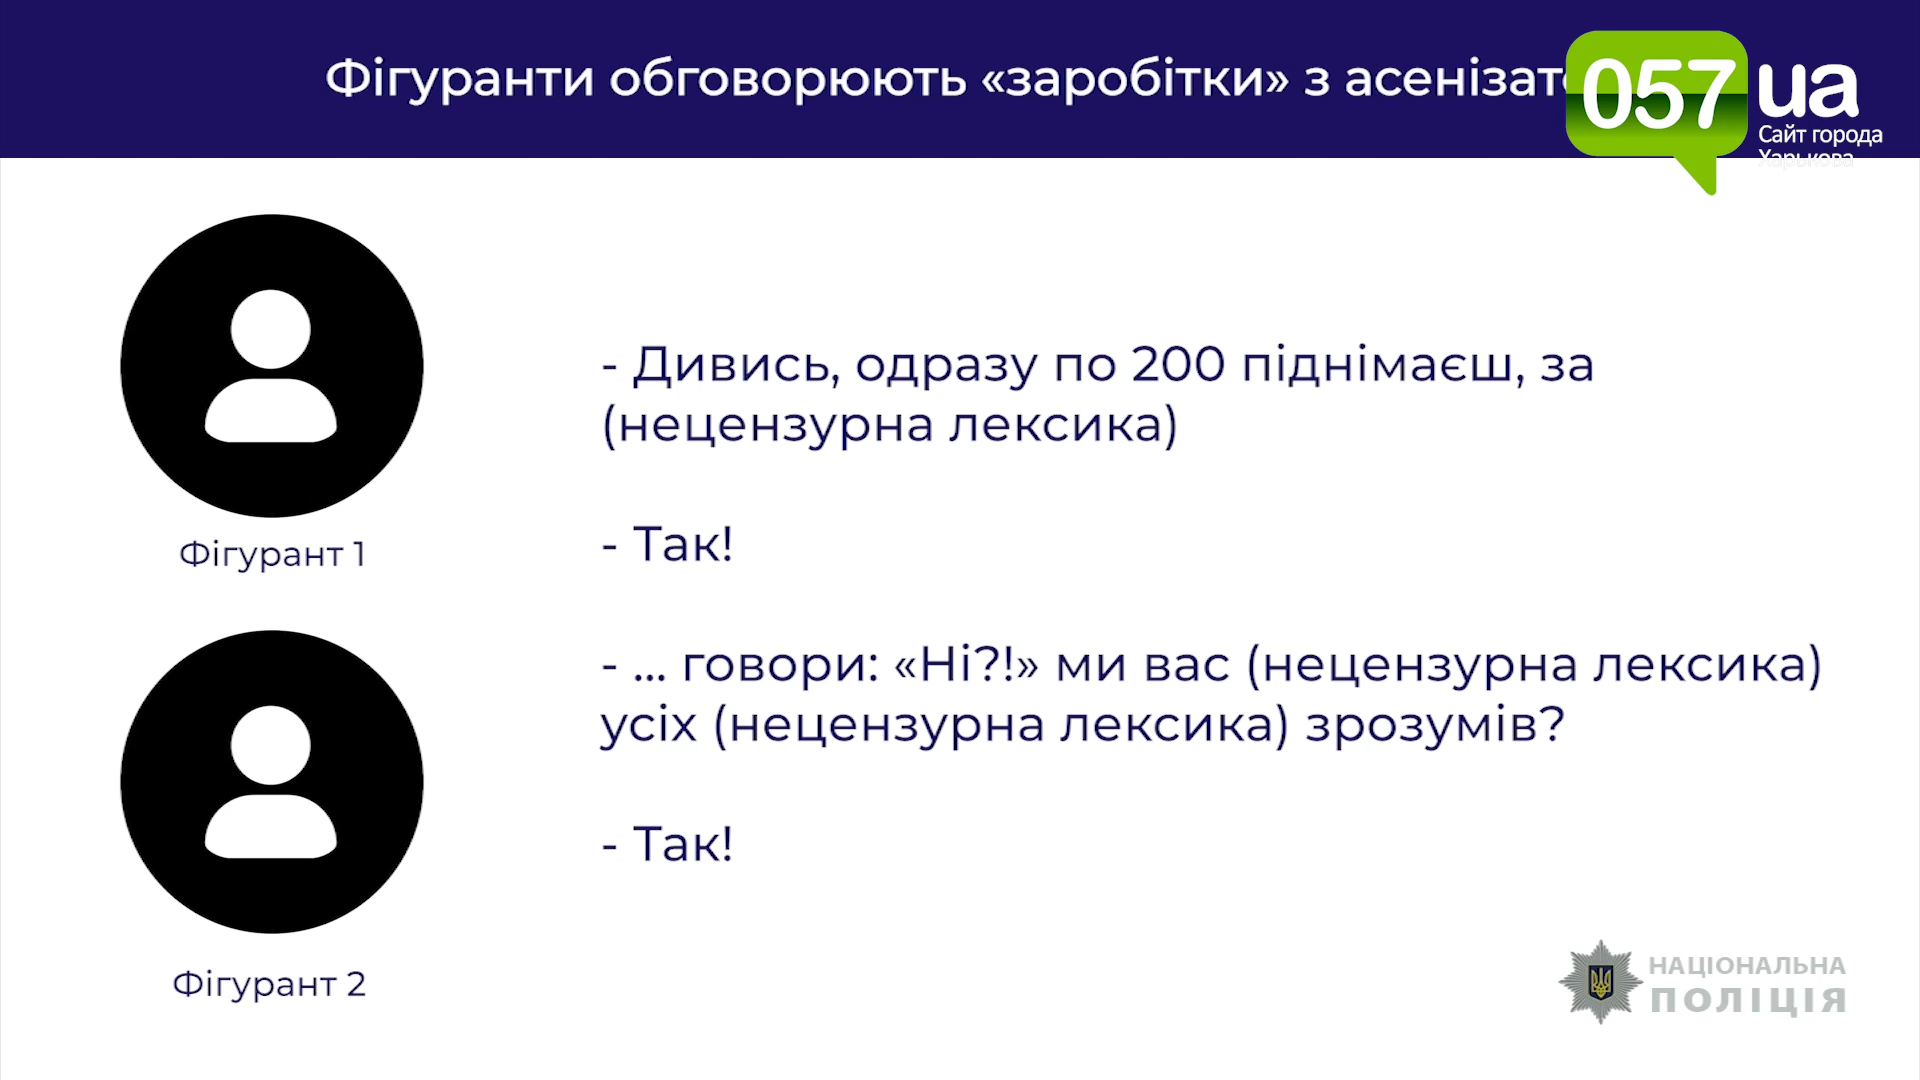 Фігуранти обговорюють «заробітки» з
057 ua
Сайт города
Харькова
- Дивись, одразу по 200 піднімаєш, за
(нецензурна лексика)
- Так!
Фігурант 1
- ... говори: «Ні?!» ми вас (нецензурна лексика)
усіх (нецензурна лексика) зрозумів?
- Так!
Фігурант 2
НАЦІОНАЛЬНА
ПОЛІЦІЯ